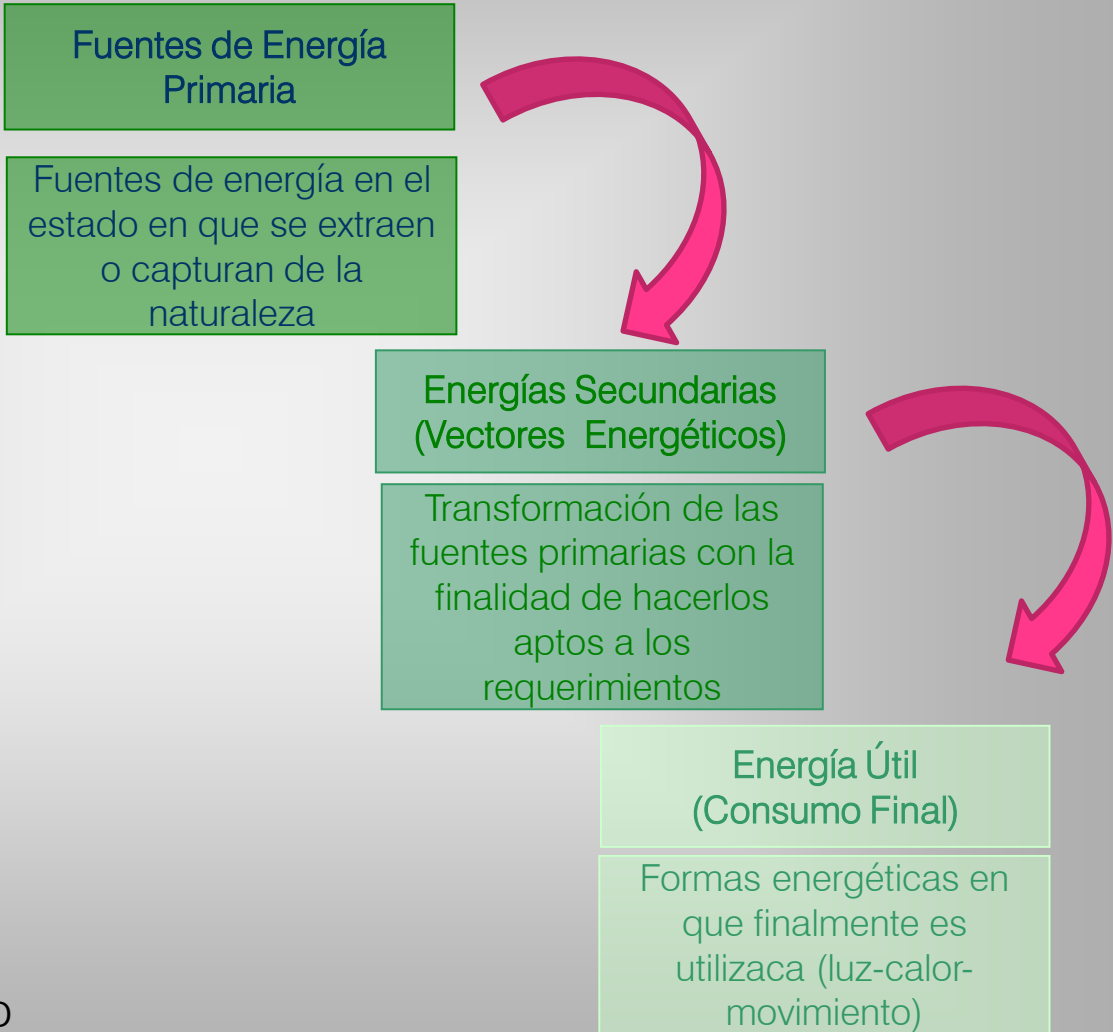 Fuentes de Energía
Primaria
Fuentes de energía en el
estado en que se extraen
o capturan de la
naturaleza
Energías Secundarias
(Vectores Energéticos)
Transformación de las
fuentes primarias con la
finalidad de hacerlos
aptos a los
requerimientos
Energía Útil
(Consumo Final)
Formas energéticas en
que finalmente es
utilizaca (luz-calor-
movimiento)